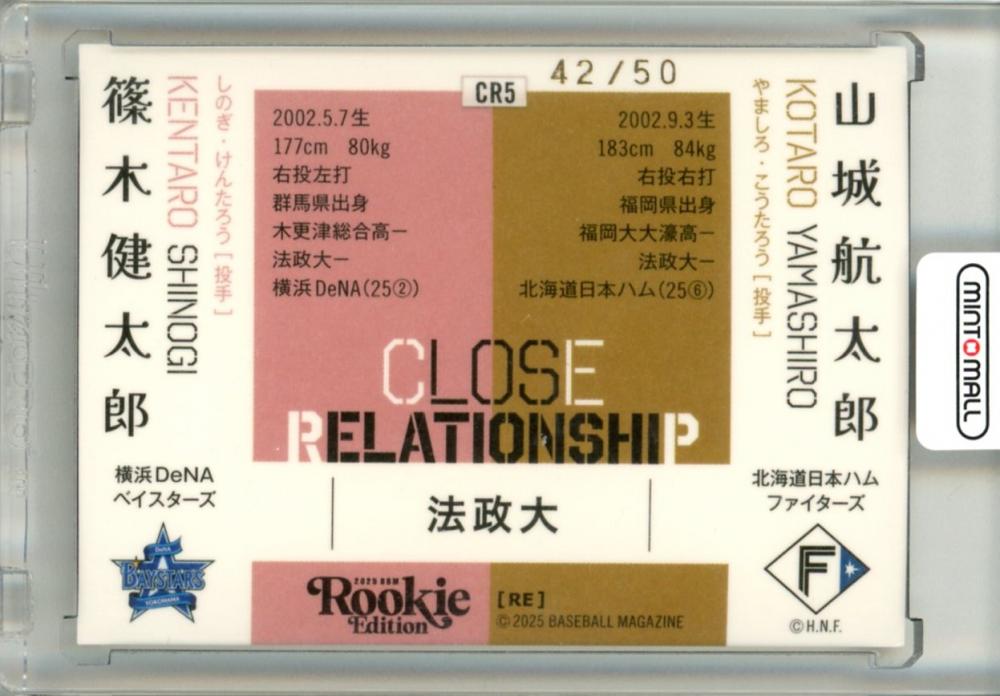 42/50
CR5
篠木健太郎
KENTARO SHINOGI
しのぎ・けんたろう [投手]
2002.5.7生
177cm 80kg
右投左打
群馬県出身
木更津総合高ー
法政大ー
横浜DeNA(25②)
2002.9.3生
183cm 84kg
右投右打
福岡県出身
福岡大大濠高ー
法政大ー
北海道日本ハム(25⑥)
山城航太郎
KOTARO YAMASHIRO
やましろ・こうたろう [投手]
CLOSE
RELATIONSHIP
横浜DeNA
ベイスターズ
法政大
北海道日本ハム
ファイターズ
DeNA
BAYSTARS
YOKOHAMA
F
©H.N.F.
2025 BBM
Rookie
Edition
[RE]
©2025 BASEBALL MAGAZINE
MINT MALL